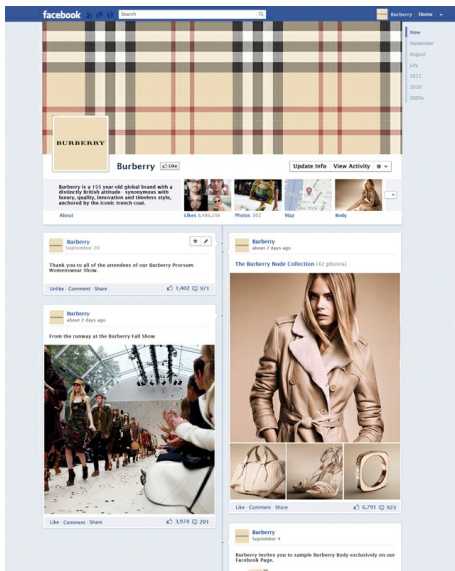 facebook
Search
Burberry Home
Now
September
August
July
2011
2010
2000s
BURBERRY
Burberry
Like
Update Info View Activity
Burberry is a 155 year-old global brand with a
distinctly British attitude - synonymous with
luxury, quality, innovation and timeless style,
anchored by the iconic trench coat.
About
Likes
Photos 362
Map
Body
Burberry
September 20
Thank you to all of the attendees of our Burberry Prorsum
Womenswear Show.
Unlike · Comment · Share
1,402 971
Burberry
about 2 days ago
From the runway at the Burberry Fall Show
Like · Comment · Share
3,974 201
Burberry
about 2 days ago
The Burberry Nude Collection (42 photos)
Like · Comment · Share
6,791 923
Burberry
September 4
Burberry invites you to sample Burberry Body exclusively on our
Facebook Page.